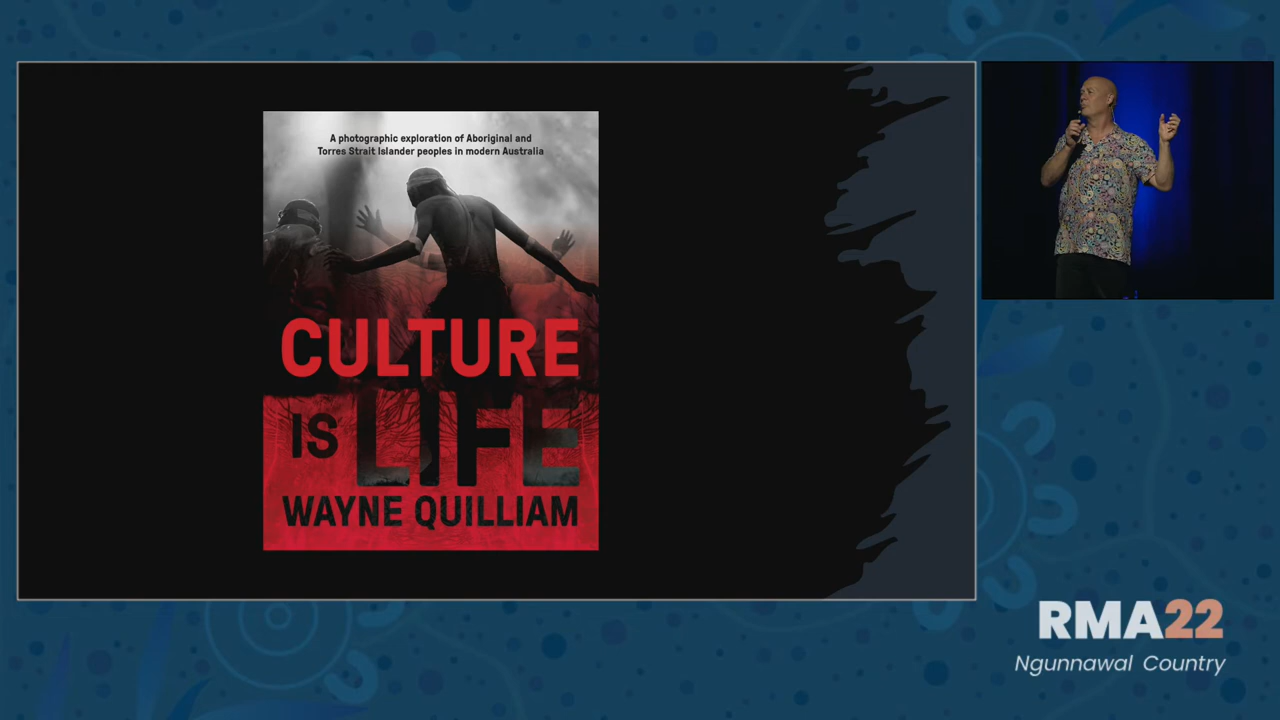 A photographic exploration of Aboriginal and
Torres Strait Islander peoples in modern Australia
CULTURE
IS LIFE
WAYNE QUILLIAM
RMA22
Ngunnawal Country